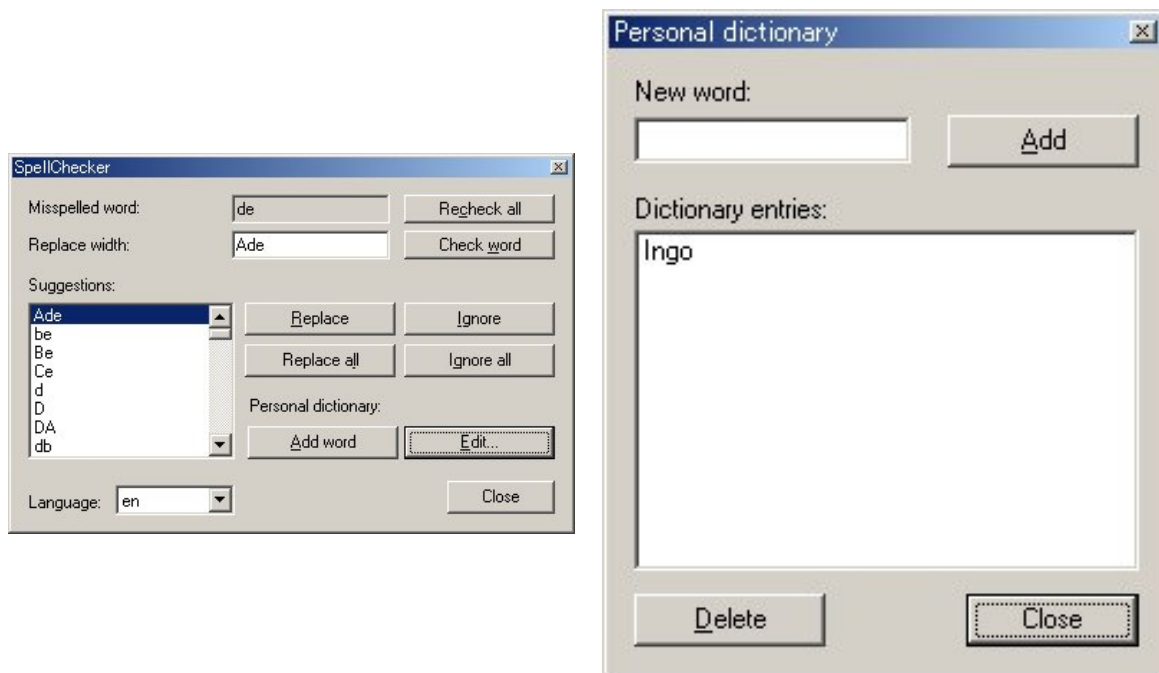 SpellChecker
Misspelled word: de Recheck all
Replace width: Ade Check word
Suggestions:
Ade
be
Be
Ce
d
D
DA
db
Replace Ignore
Replace all Ignore all
Personal dictionary:
Add word Edit...
Language: en Close
Personal dictionary
New word:
Add
Dictionary entries:
Ingo
Delete Close